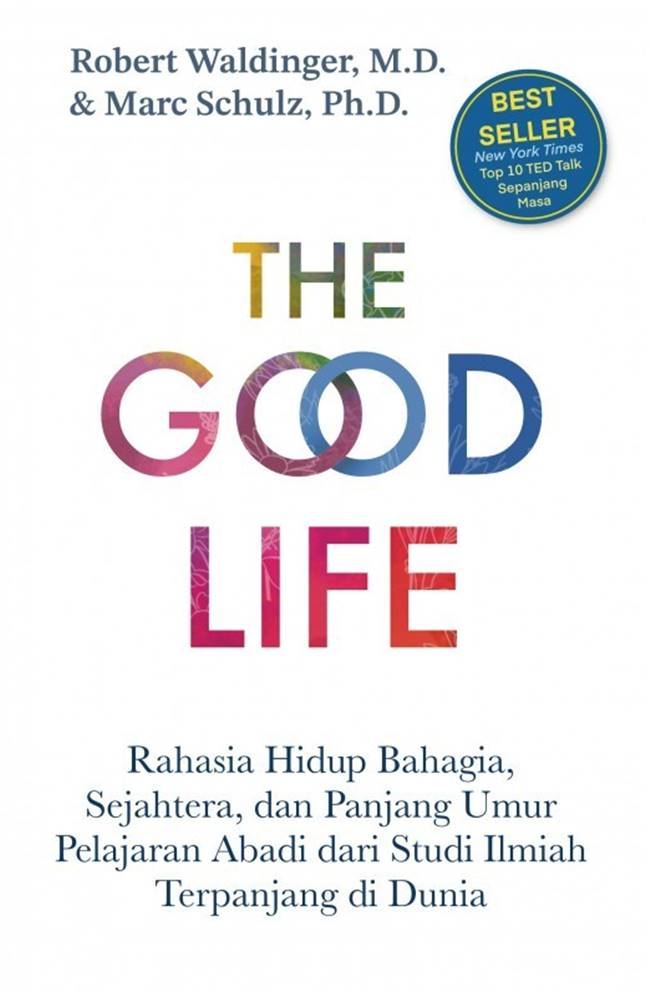 Robert Waldinger, M.D.
& Marc Schulz, Ph.D.
BEST
SELLER
New York Times
Top 10 TED Talk
Sepanjang
Masa
THE
GOOD
LIFE
Rahasia Hidup Bahagia,
Sejahtera, dan Panjang Umur
Pelajaran Abadi dari Studi Ilmiah
Terpanjang di Dunia